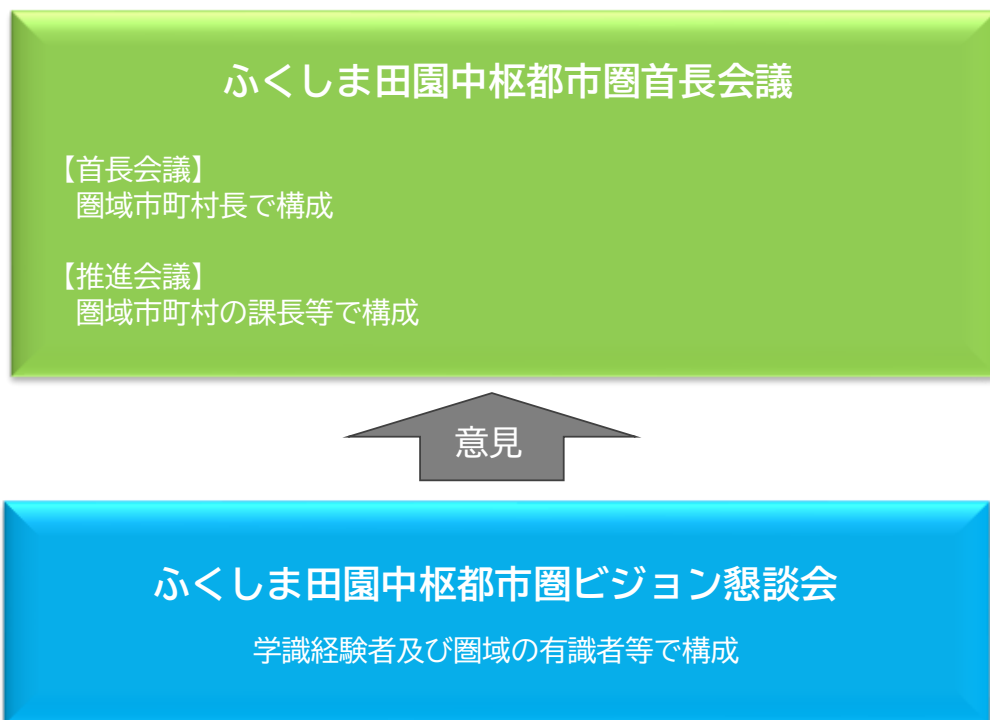 ふくしま田園中枢都市圏首長会議
【首長会議】
圏域市町村長で構成
【推進会議】
圏域市町村の課長等で構成
意見
ふくしま田園中枢都市圏ビジョン懇談会
学識経験者及び圏域の有識者等で構成